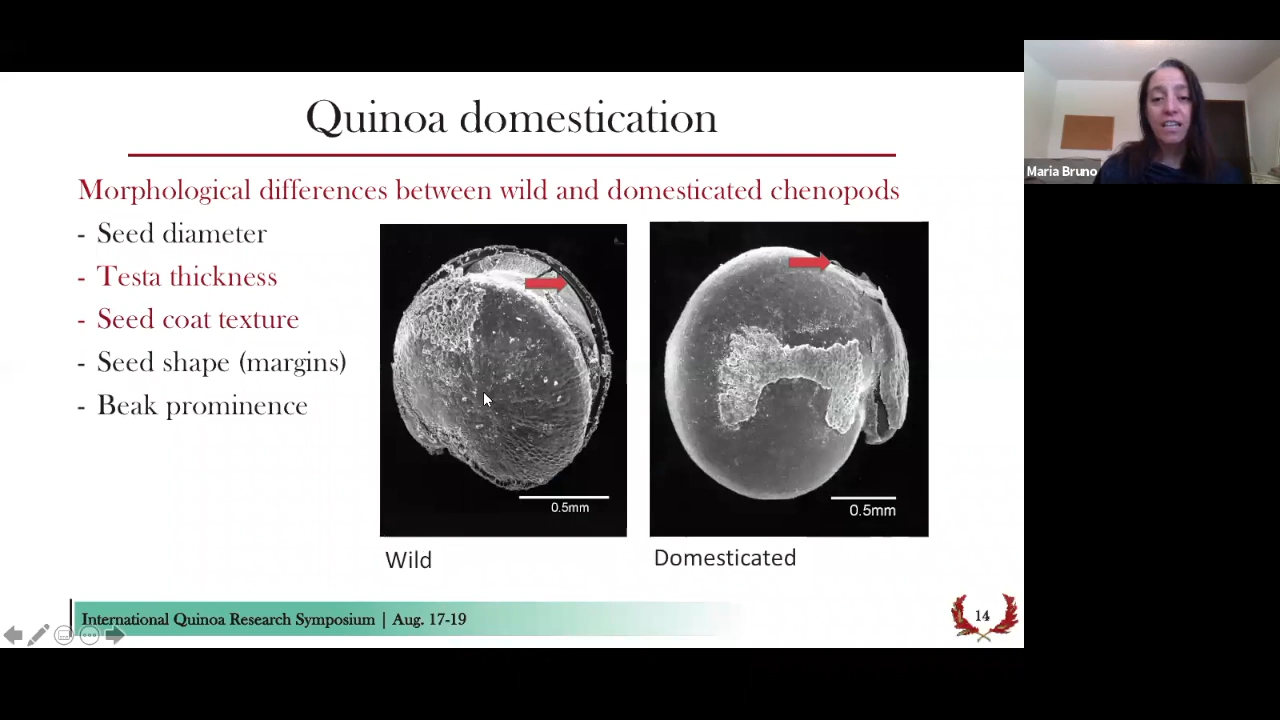 Quinoa domestication
Morphological differences between wild and domesticated chenopods
- Seed diameter
- Testa thickness
- Seed coat texture
- Seed shape (margins)
- Beak prominence
0.5mm
0.5mm
Wild
Domesticated
International Quinoa Research Symposium | Aug. 17-19
14
Maria Bruno